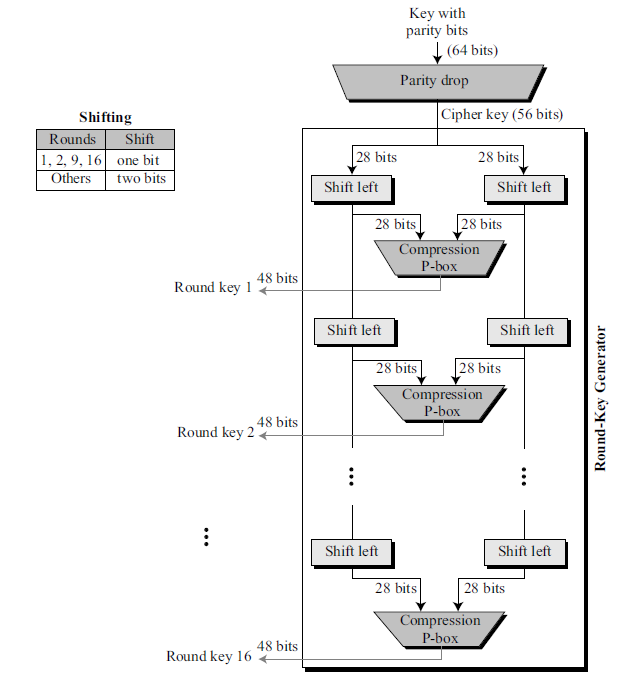 Key with
parity bits
(64 bits)
Parity drop
Shifting
Rounds Shift
1, 2, 9, 16 one bit
Others two bits
Cipher key (56 bits)
28 bits 28 bits
Shift left Shift left
28 bits 28 bits
Compression
P-box
48 bits
Round key 1
Shift left Shift left
28 bits 28 bits
Compression
P-box
48 bits
Round key 2
Round-Key Generator
Shift left Shift left
28 bits 28 bits
Compression
P-box
48 bits
Round key 16